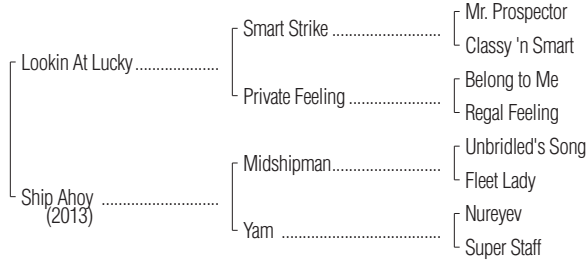 Mr. Prospector
Smart Strike ........................
Classy 'n Smart
Lookin At Lucky...................
Belong to Me
Private Feeling .....................
Regal Feeling
Unbridled's Song
Midshipman.........................
Fleet Lady
Ship Ahoy ..........................
(2013)
Nureyev
Yam ....................................
Super Staff